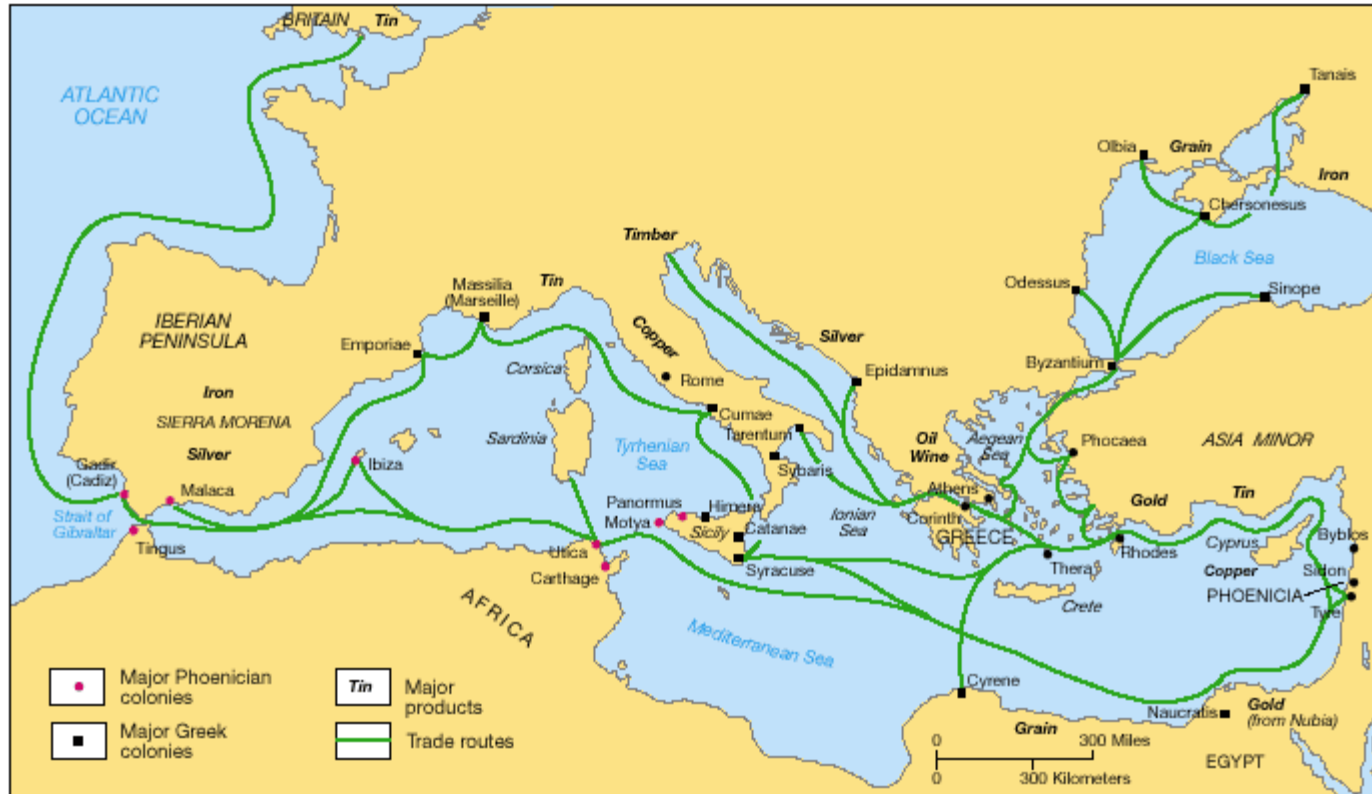 BRITAIN
Tin
ATLANTIC
OCEAN
Tanais
Olbia
Grain
Iron
Chersonesus
Timber
Black Sea
Massilia
(Marseille)
Tin
Odessus
Sinope
IBERIAN
PENINSULA
Emporiae
Corsica
Copper
Rome
Silver
Epidamnus
Byzantium
Iron
SIERRA MORENA
Cumae
Tarentum
Oil
Wine
Aegean
Sea
Phocaea
ASIA MINOR
Sardinia
Tyrhenian
Sea
Silver
Gadir
(Cadiz)
Ibiza
Sybaris
Malaca
Athens
Gold
Tin
Panormus
Himera
Motya
Ionian
Sea
Corinth
Strait of
Gibraltar
Sicily
Catanae
GREECE
Rhodes
Cyprus
Byblos
Tingus
Utica
Syracuse
Thera
Copper
Sidon
Carthage
PHOENICIA
Crete
Tyre
AFRICA
Mediterranean Sea
Cyrene
Naucratis
Gold
(from Nubia)
Grain
EGYPT
Major Phoenician
colonies
Tin
Major
products
Major Greek
colonies
Trade routes
0
300 Miles
0
300 Kilometers